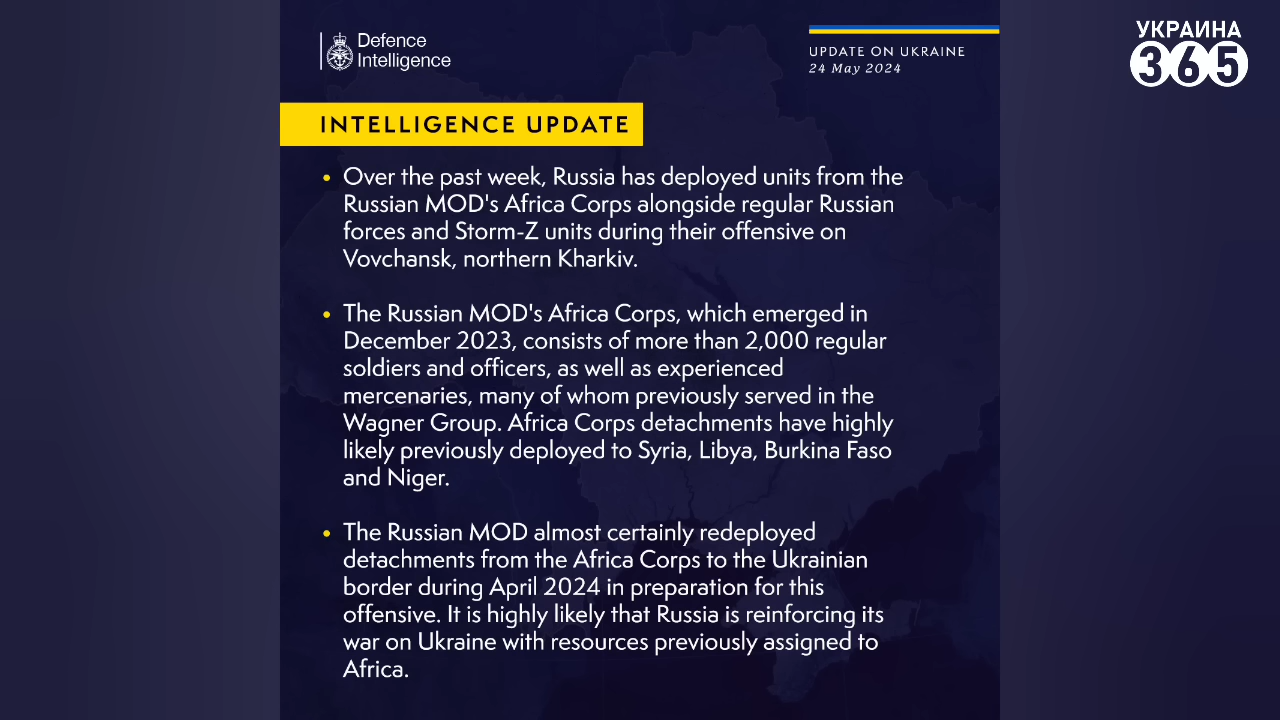 Defence
Intelligence
UPDATE ON UKRAINE
24 May 2024
УКРАИНА
365
INTELLIGENCE UPDATE
• Over the past week, Russia has deployed units from the
Russian MOD's Africa Corps alongside regular Russian
forces and Storm-Z units during their offensive on
Vovchansk, northern Kharkiv.
• The Russian MOD's Africa Corps, which emerged in
December 2023, consists of more than 2,000 regular
soldiers and officers, as well as experienced
mercenaries, many of whom previously served in the
Wagner Group. Africa Corps detachments have highly
likely previously deployed to Syria, Libya, Burkina Faso
and Niger.
• The Russian MOD almost certainly redeployed
detachments from the Africa Corps to the Ukrainian
border during April 2024 in preparation for this
offensive. It is highly likely that Russia is reinforcing its
war on Ukraine with resources previously assigned to
Africa.